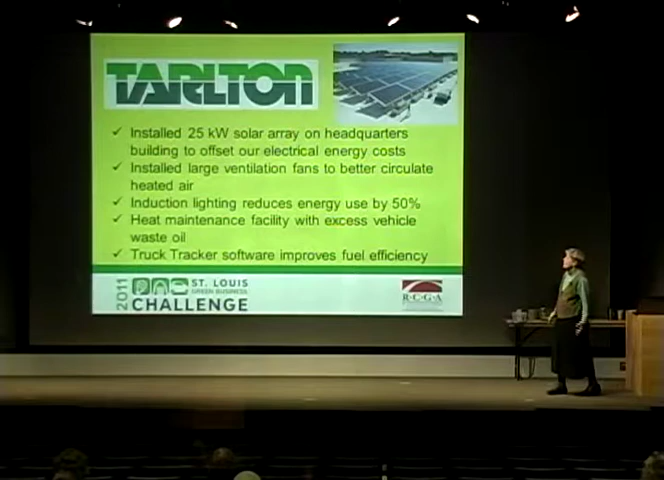 TARLTON
✓ Installed 25 kW solar array on headquarters
building to offset our electrical energy costs
✓ Installed large ventilation fans to better circulate
heated air
✓ Induction lighting reduces energy use by 50%
✓ Heat maintenance facility with excess vehicle
waste oil
✓ Truck Tracker software improves fuel efficiency
2011
ST. LOUIS
GREEN BUSINESS
CHALLENGE
R·C·G·A